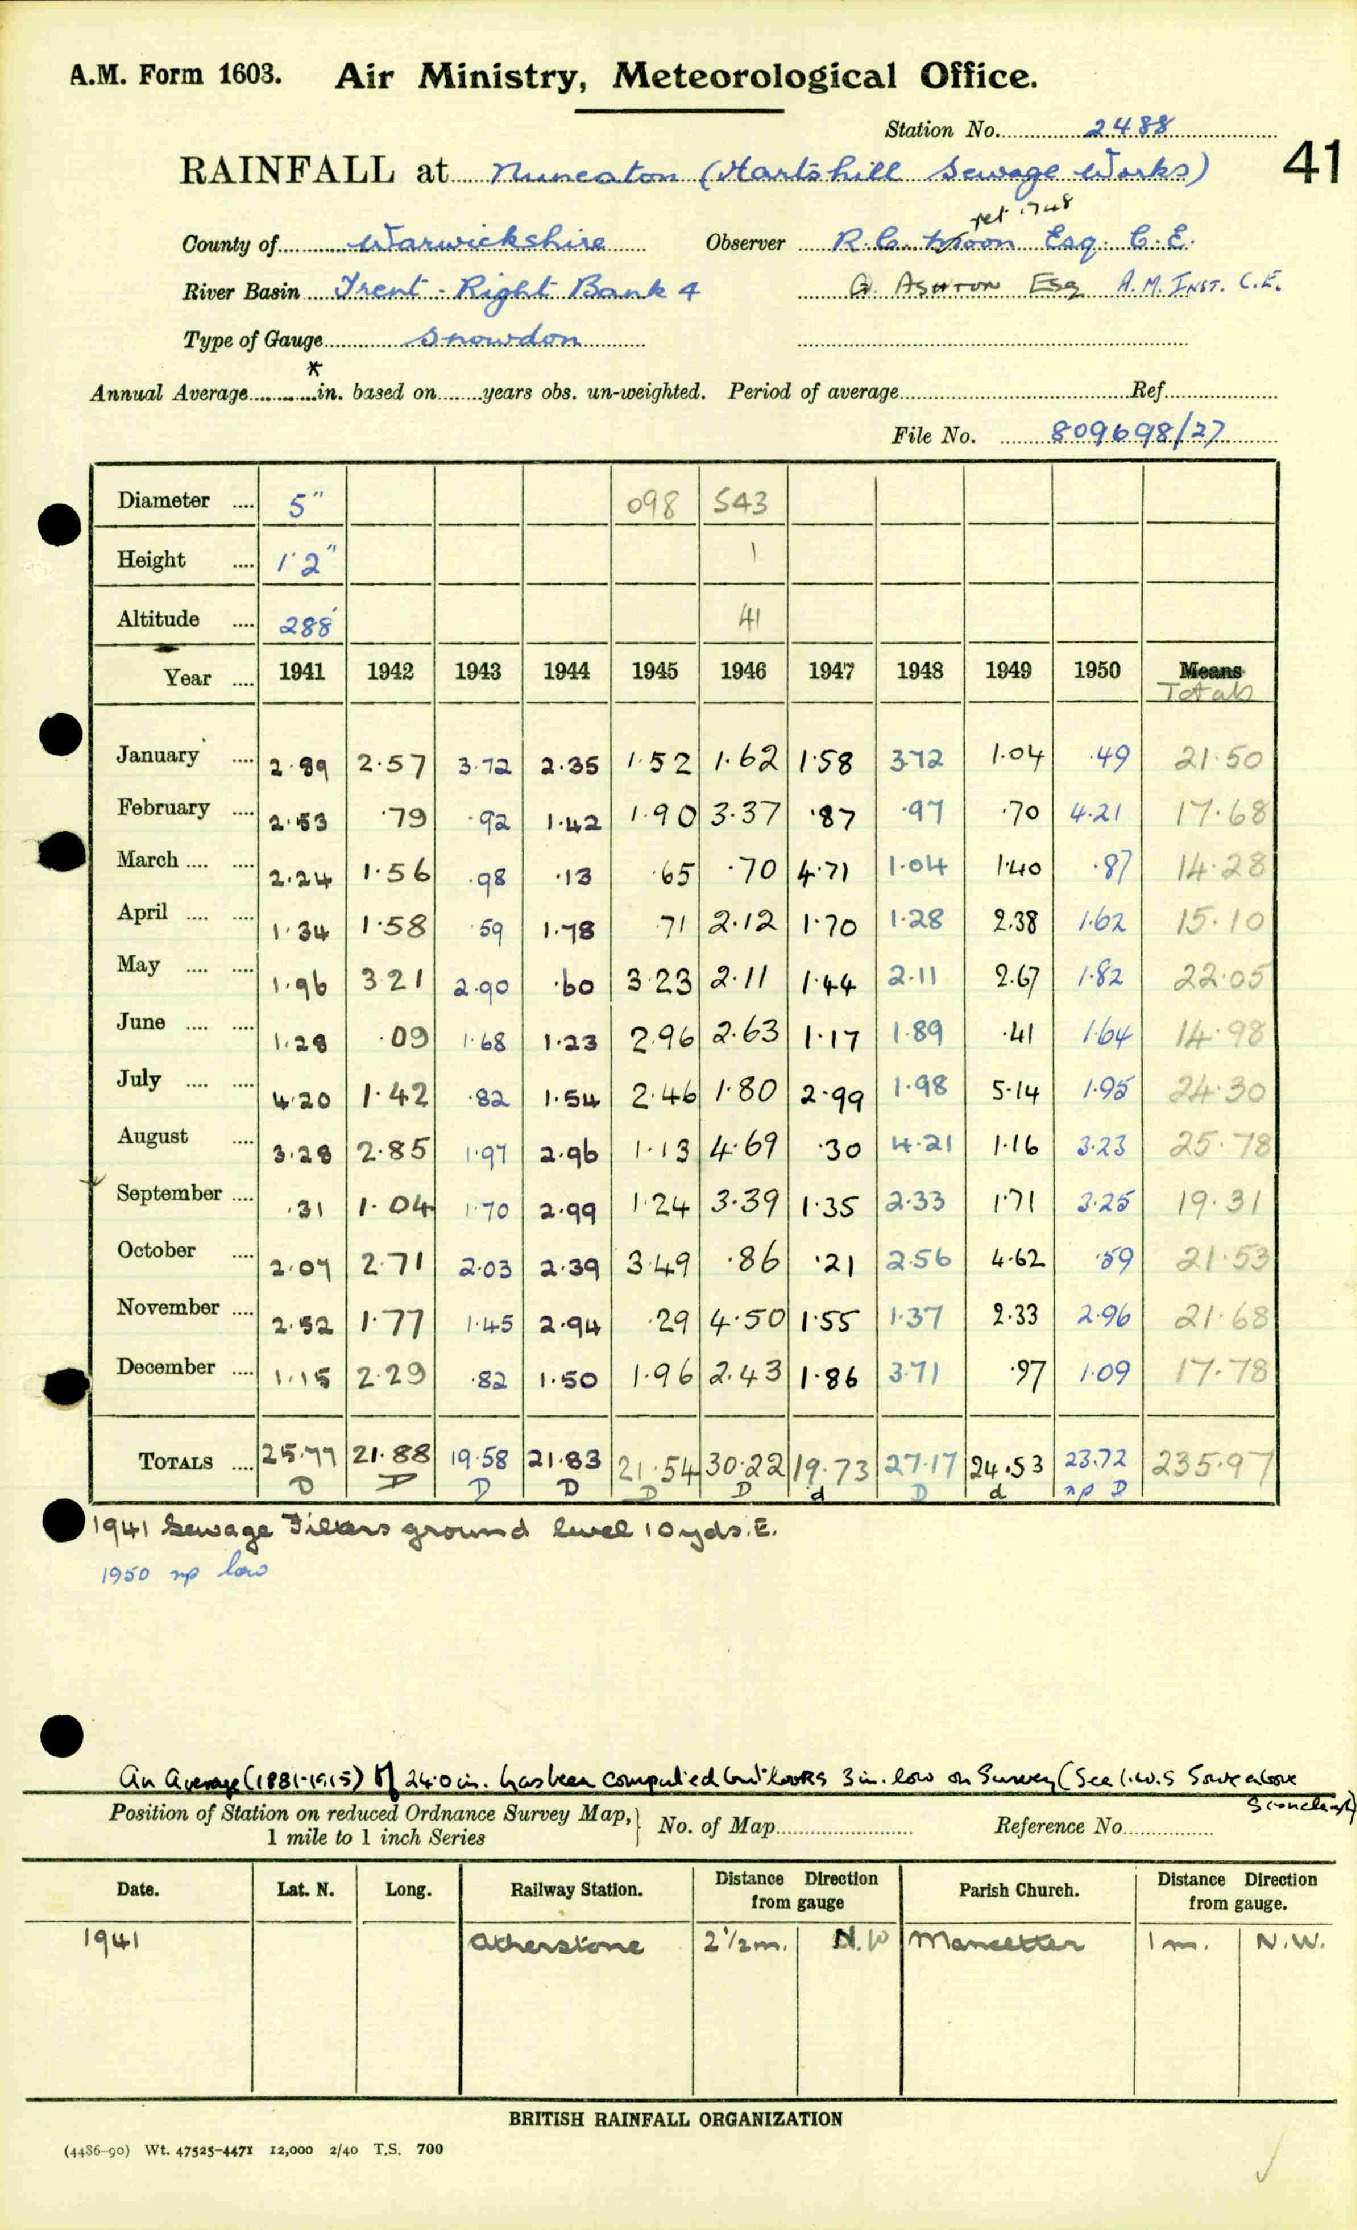 A.M. Form 1603. Air Ministry, Meteorological Office.
Station No. 2488
41
RAINFALL at Nuneaton (Hartshill Sewage Works)
ret 1948
County of Warwickshire Observer R.C. Moon Esq. C.E.
River Basin Trent - Right Bank 4 G. ASHTON Esq A.M. INST. C.E.
Type of Gauge Snowdon
*
Annual Average in. based on years obs. un-weighted. Period of average Ref.
File No. 809698/27
Diameter 5" 098 543
Height 1'2" 1
Altitude 288' 41
Year 1941 1942 1943 1944 1945 1946 1947 1948 1949 1950 Means
Totals
January 2.89 2.57 3.72 2.35 1.52 1.62 1.58 3.72 1.04 .49 21.50
February 2.53 .79 .92 1.42 1.90 3.37 .87 .97 .70 4.21 17.68
March 2.24 1.56 .98 .13 .65 .70 4.71 1.04 1.40 .87 14.28
April 1.34 1.58 .59 1.78 .71 2.12 1.70 1.28 2.38 1.62 15.10
May 1.96 3.21 2.90 .60 3.23 2.11 1.44 2.11 2.67 1.82 22.05
June 1.28 .09 1.68 1.23 2.96 2.63 1.17 1.89 .41 1.64 14.98
July 4.20 1.42 .82 1.54 2.46 1.80 2.99 1.98 5.14 1.95 24.30
August 3.28 2.85 1.97 2.96 1.13 4.69 .30 4.21 1.16 3.23 25.78
September .31 1.04 1.70 2.99 1.24 3.39 1.35 2.33 1.71 3.25 19.31
October 2.07 2.71 2.03 2.39 3.49 .86 .21 2.56 4.62 .59 21.53
November 2.52 1.77 1.45 2.94 .29 4.50 1.55 1.37 2.33 2.96 21.68
December 1.15 2.29 .82 1.50 1.96 2.43 1.86 3.71 .97 1.09 17.78
TOTALS 25.77 21.88 19.58 21.83 21.54 30.22 19.73 27.17 24.53 23.72 235.97
D D D D D D d D d np D
1941 Sewage Filters ground level 10 yds. E.
1950 np low
An Average (1881-1915) of 24.0 in. has been computed but looks 3 in. low on Survey (See
Position of Station on reduced Ordnance Survey Map, No. of Map Reference No.
1 mile to 1 inch Series
Date. Lat. N. Long. Railway Station. Distance Direction from gauge Parish Church. Distance Direction from gauge.
1941 Atherstone 2 1/2 m. N.W Mancetter 1 m. N.W.
BRITISH RAINFALL ORGANIZATION
(4486-90) Wt. 47525-4471 12,000 2/40 T.S. 700